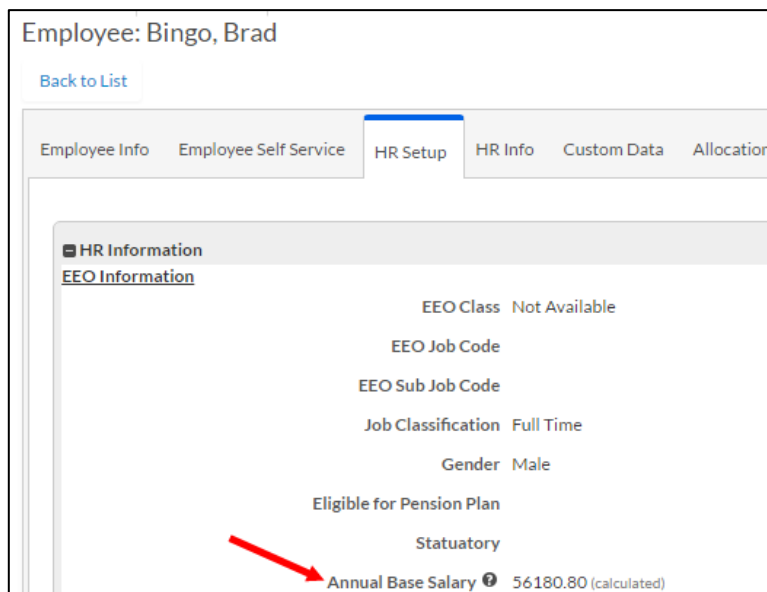 Employee: Bingo, Brad
Back to List
Employee Info Employee Self Service HR Setup HR Info Custom Data Allocation
HR Information
EEO Information
EEO Class Not Available
EEO Job Code
EEO Sub Job Code
Job Classification Full Time
Gender Male
Eligible for Pension Plan
Statuatory
Annual Base Salary ? 56180.80 (calculated)